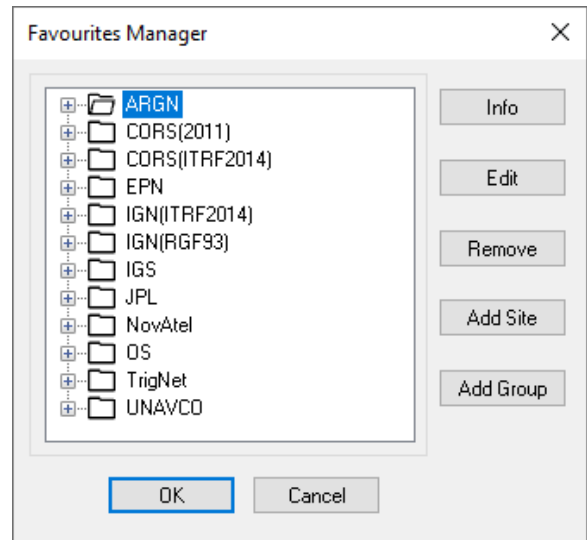 Favourites Manager
ARGN
CORS(2011)
CORS(ITRF2014)
EPN
IGN(ITRF2014)
IGN(RGF93)
IGS
JPL
NovAtel
OS
TrigNet
UNAVCO
Info
Edit
Remove
Add Site
Add Group
OK
Cancel